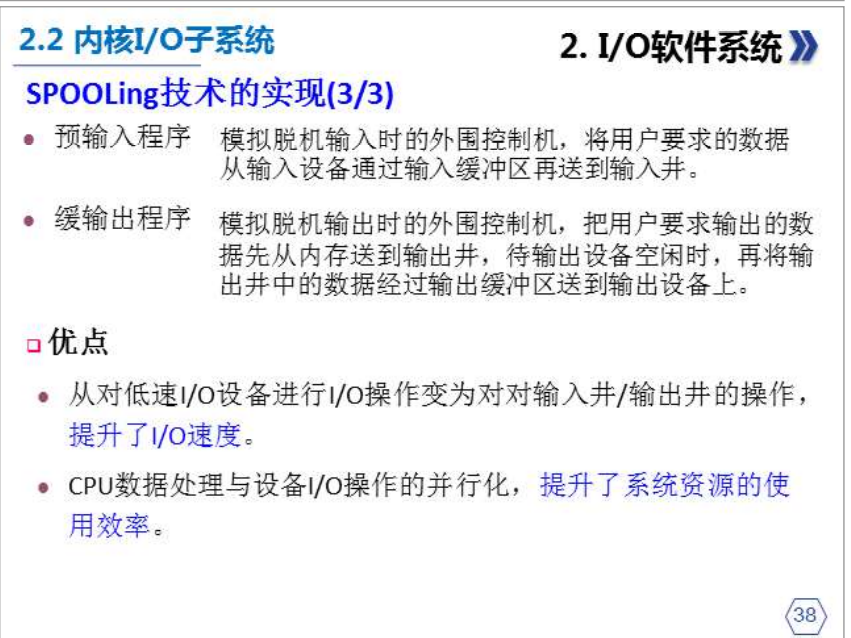 2.2 内核I/O子系统
2. I/O软件系统
SPOOLing技术的实现(3/3)
预输入程序 模拟脱机输入时的外围控制机，将用户要求的数据
从输入设备通过输入缓冲区再送到输入井。
缓输出程序 模拟脱机输出时的外围控制机，把用户要求输出的数
据先从内存送到输出井，待输出设备空闲时，再将输
出井中的数据经过输出缓冲区送到输出设备上。
优点
从对低速I/O设备进行I/O操作变为对对输入井/输出井的操作，
提升了I/O速度。
CPU数据处理与设备I/O操作的并行化，提升了系统资源的使
用效率。
38